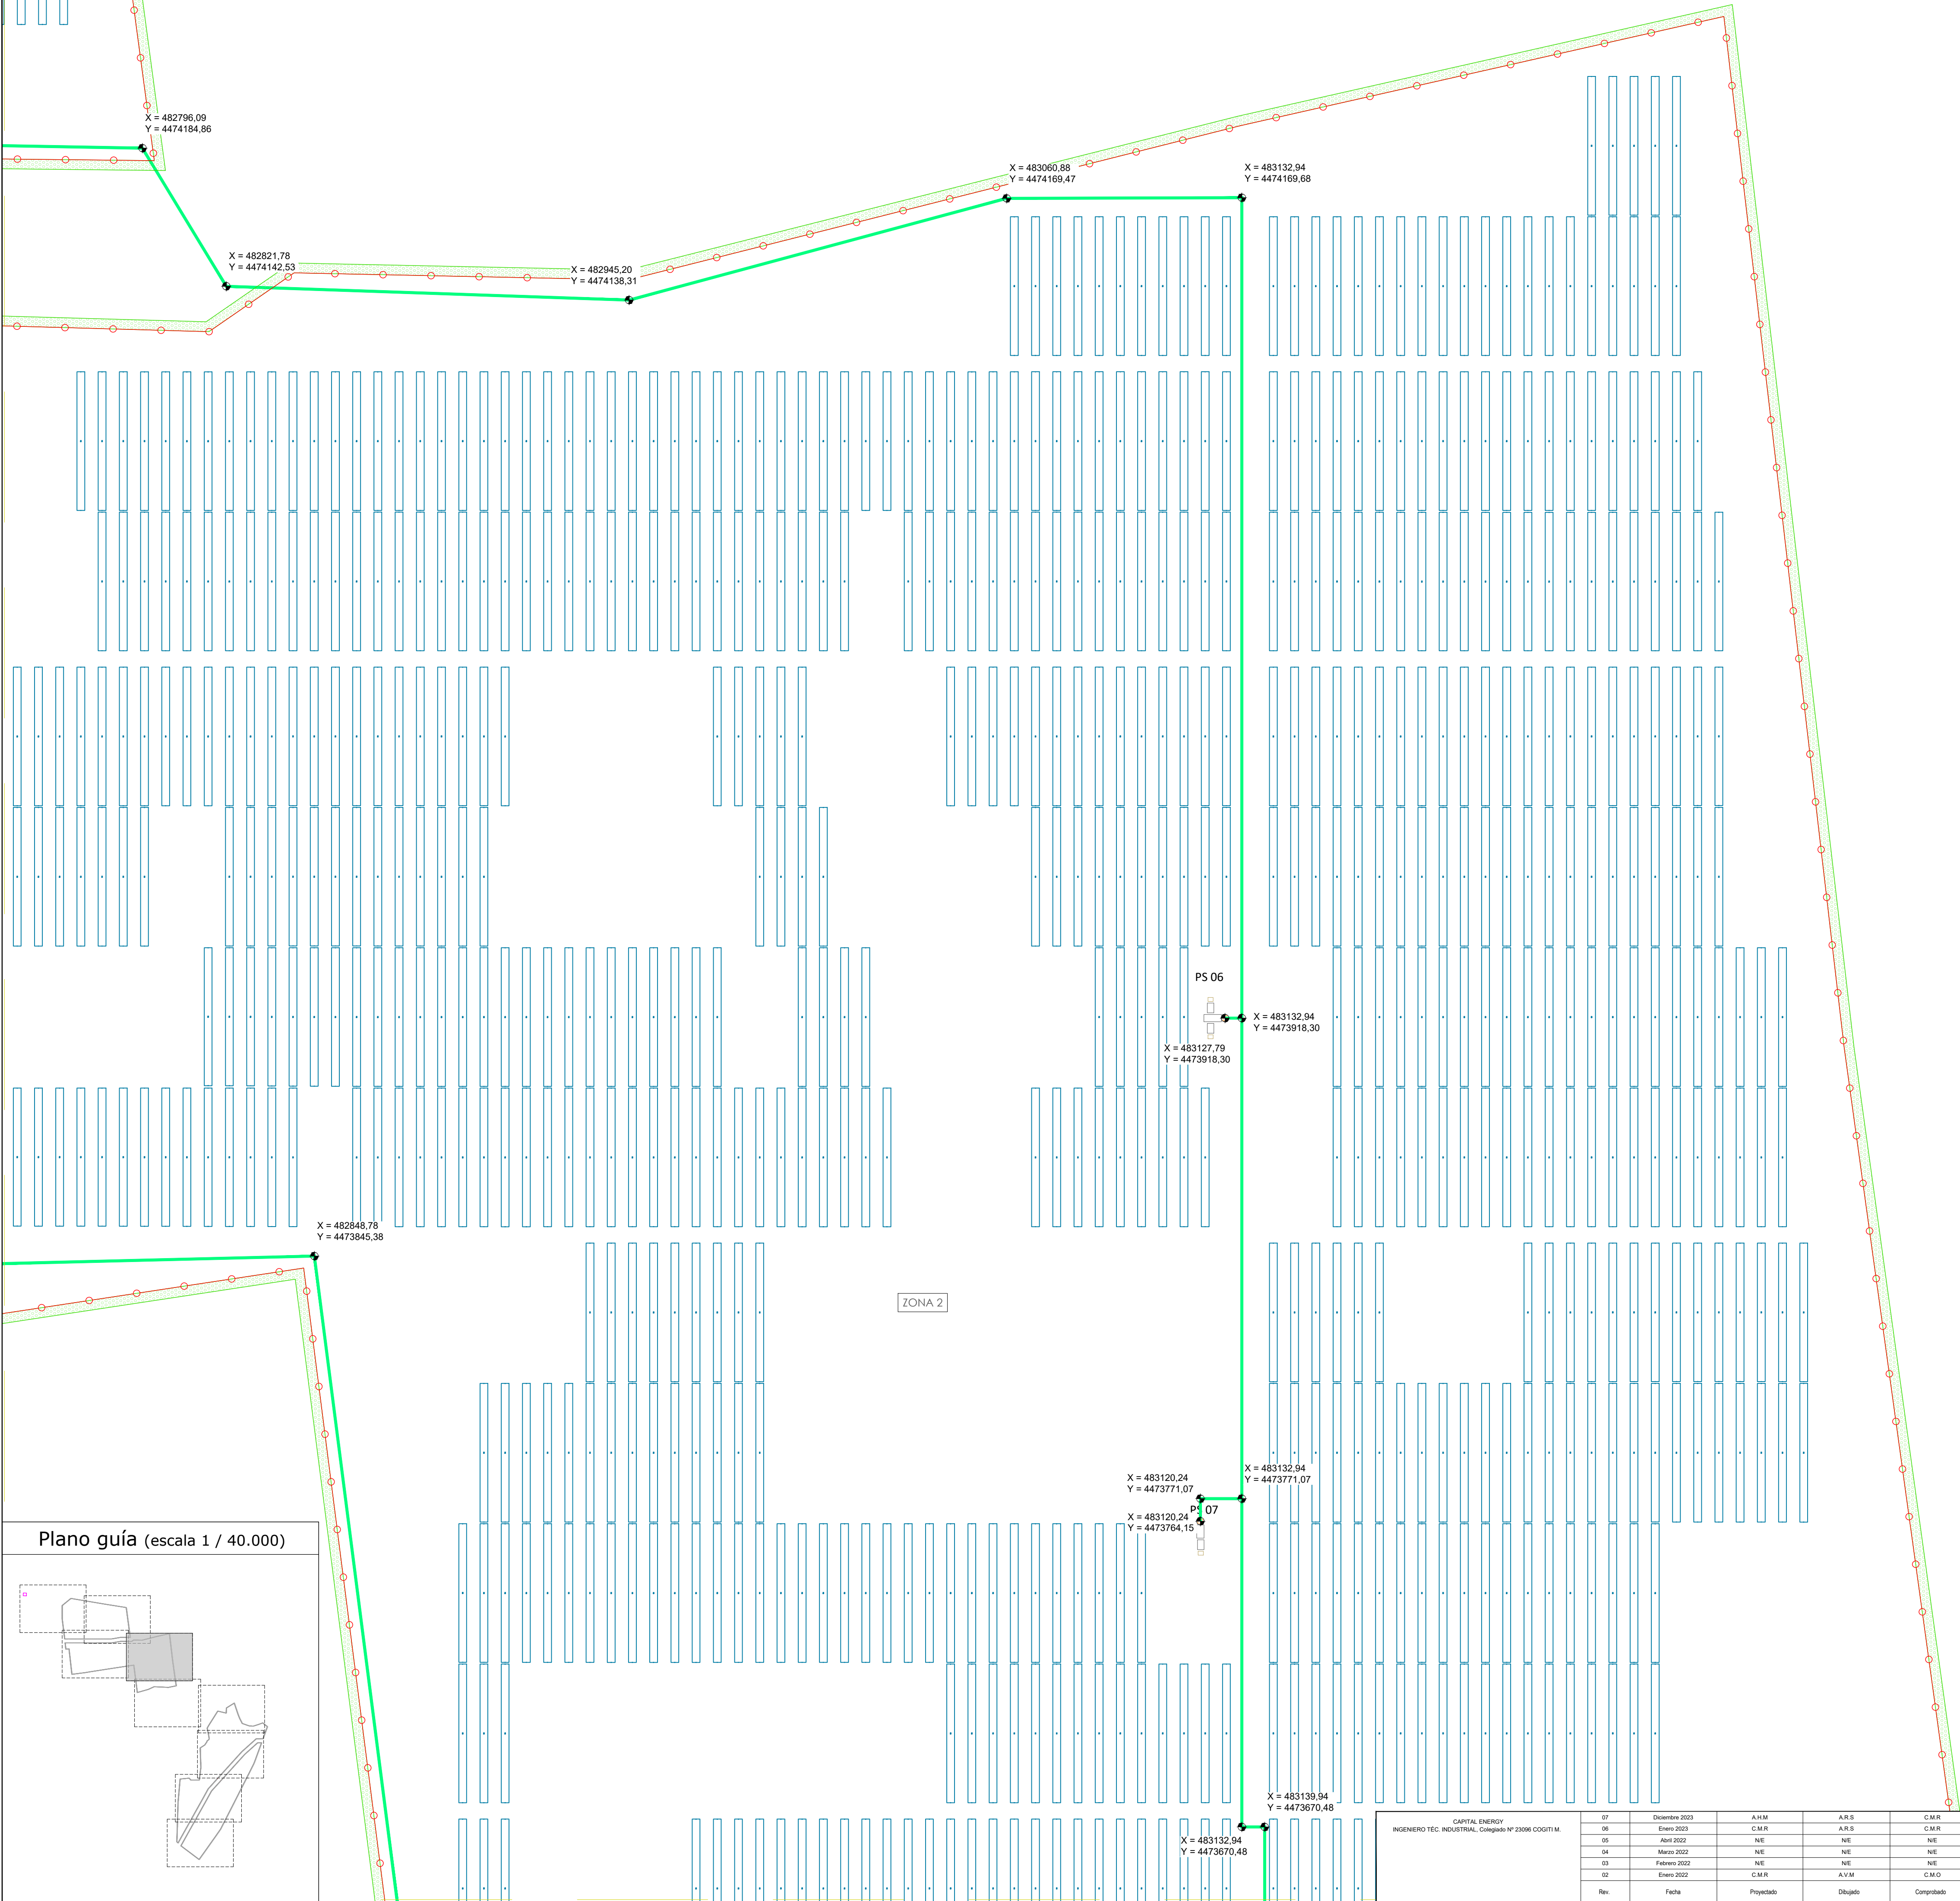 X = 482796,09
Y = 4474184,86
X = 483060,88
Y = 4474169,47
X = 483132,94
Y = 4474169,68
X = 482821,78
Y = 4474142,53
X = 482945,20
Y = 4474138,31
PS 06
X = 483132,94
Y = 4473918,30
X = 483127,79
Y = 4473918,30
X = 482848,78
Y = 4473845,38
ZONA 2
X = 483132,94
Y = 4473771,07
X = 483120,24
Y = 4473771,07
PS 07
X = 483120,24
Y = 4473764,15
Plano guía (escala 1 / 40.000)
X = 483139,94
Y = 4473670,48
X = 483132,94
Y = 4473670,48
CAPITAL ENERGY
INGENIERO TÉC. INDUSTRIAL, Colegiado Nº 23096 COGITI M.
07 Diciembre 2023 A.H.M A.R.S C.M.R
06 Enero 2023 C.M.R A.R.S C.M.R
05 Abril 2022 N/E N/E N/E
04 Marzo 2022 N/E N/E N/E
03 Febrero 2022 N/E N/E N/E
02 Enero 2022 C.M.R A.V.M C.M.O
Rev. Fecha Proyectado Dibujado Comprobado